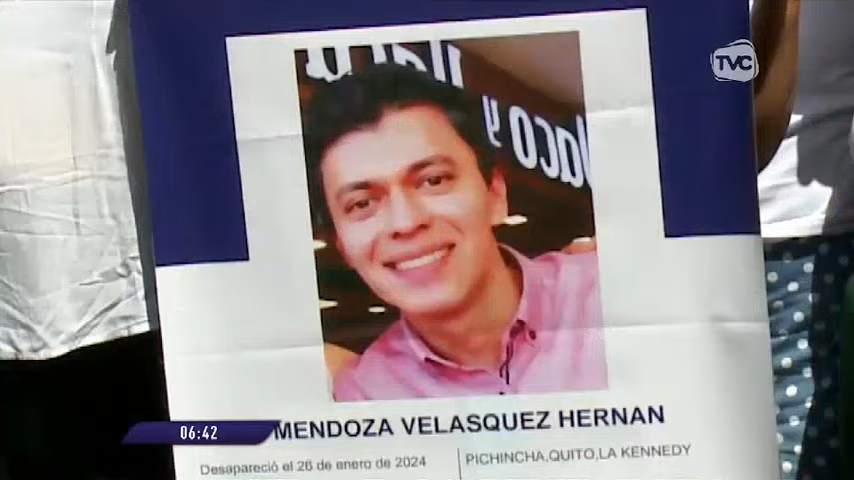 TVC
MENDOZA VELASQUEZ HERNAN
06:42
Desapareció el 26 de enero de 2024
PICHINCHA,QUITO,LA KENNEDY